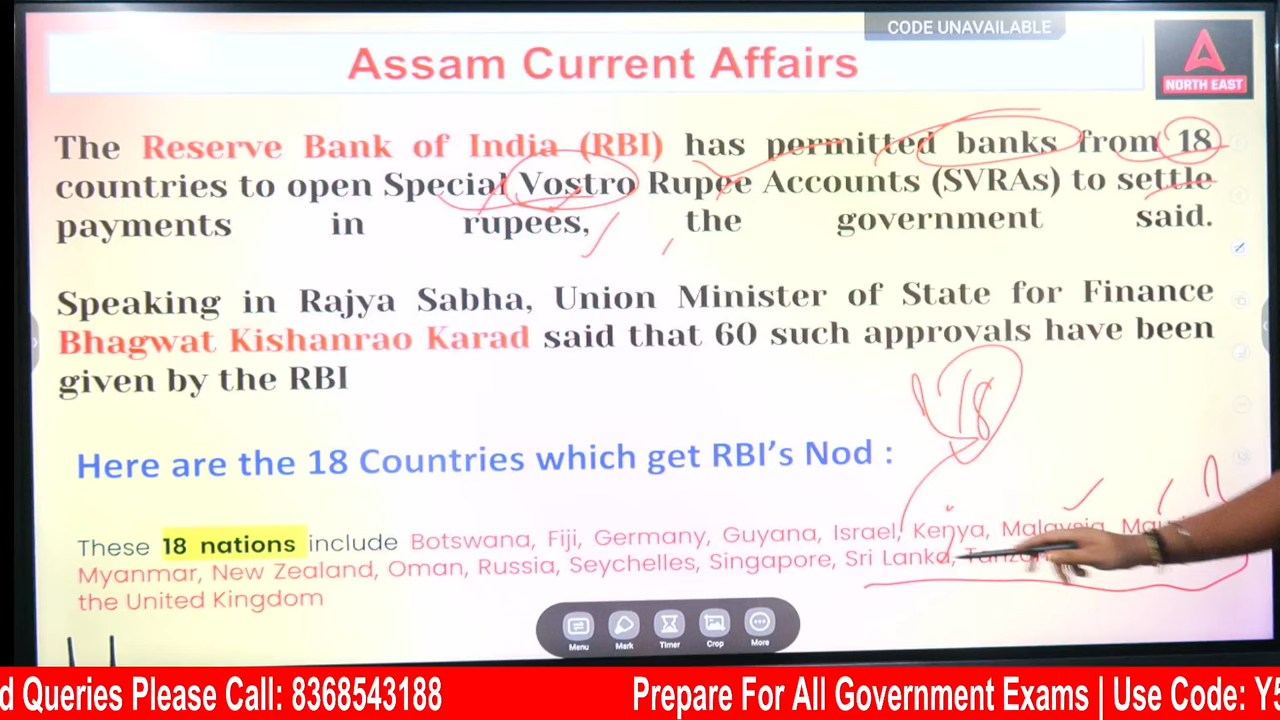 CODE UNAVAILABLE
Assam Current Affairs
NORTH EAST
The Reserve Bank of India (RBI) has permitted banks from 18
countries to open Special Vostro Rupee Accounts (SVRAs) to settle
payments in rupees, the government said.
Speaking in Rajya Sabha, Union Minister of State for Finance
Bhagwat Kishanrao Karad said that 60 such approvals have been
given by the RBI
18
Here are the 18 Countries which get RBI's Nod :
These 18 nations include Botswana, Fiji, Germany, Guyana, Israel, Kenya, Malaysia,
Myanmar, New Zealand, Oman, Russia, Seychelles, Singapore, Sri Lanka,
the United Kingdom
Menu Mark Timer Crop More
d Queries Please Call: 8368543188 Prepare For All Government Exams | Use Code: Y5